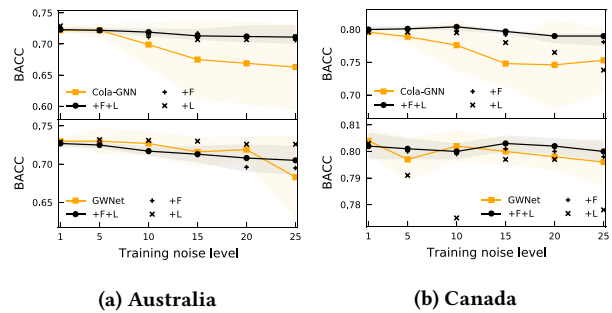 0.75
0.70
0.65
0.60
BACC
Cola-GNN
+F
+F+L
+L
0.70
0.65
BACC
GWNet
+F
+F+L
+L
1
5
10
15
20
25
Training noise level
(a) Australia
0.80
0.75
0.70
BACC
Cola-GNN
+F
+F+L
+L
0.81
0.80
0.79
0.78
BACC
GWNet
+F
+F+L
+L
1
5
10
15
20
25
Training noise level
(b) Canada